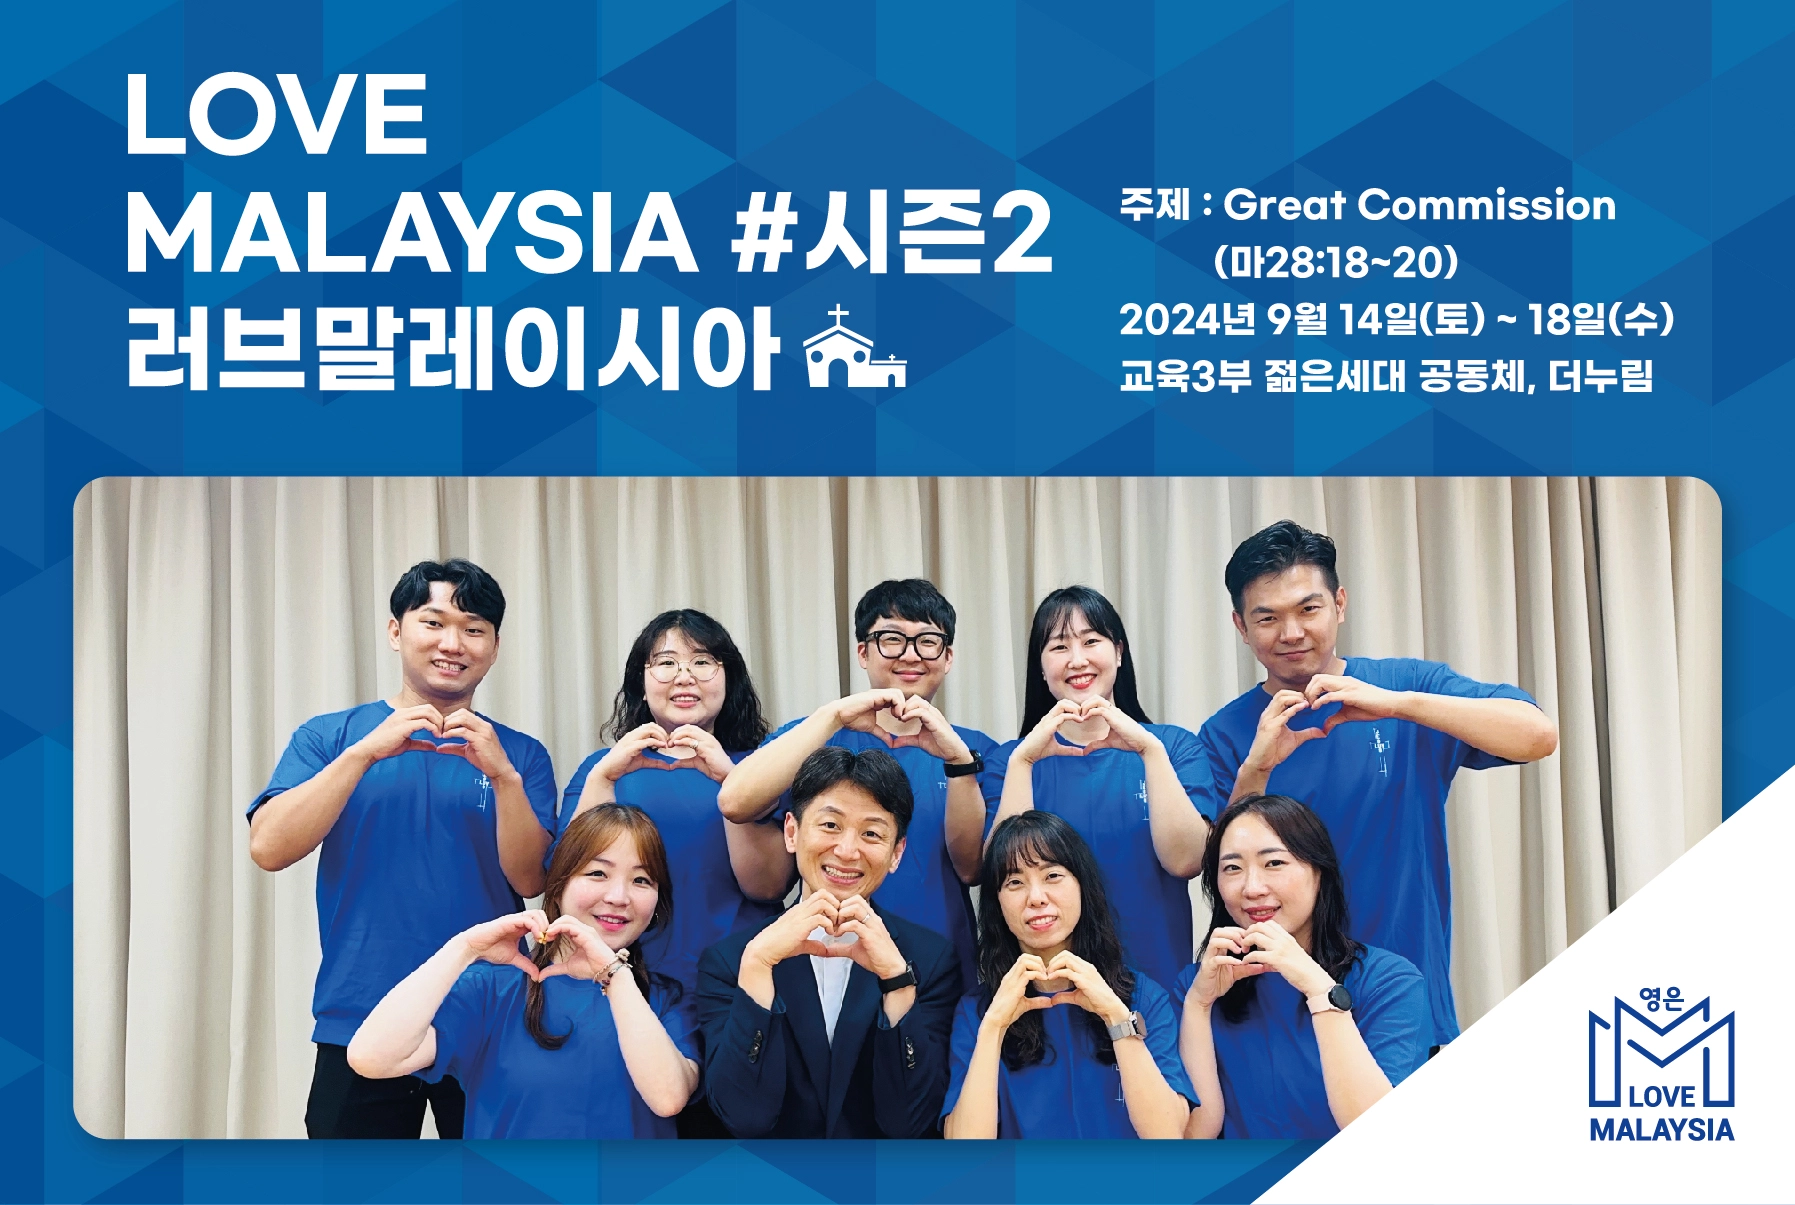 LOVE
MALAYSIA #시즌2
러브말레이시아
주제 : Great Commission
(마28:18~20)
2024년 9월 14일(토) ~ 18일(수)
교육3부 젊은세대 공동체, 더누림
영은
LOVE
MALAYSIA